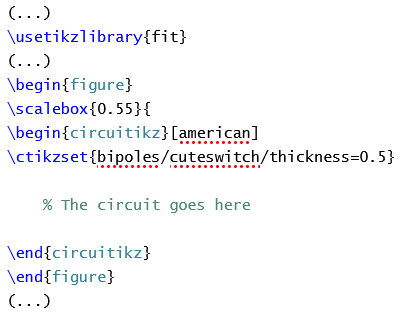 (...)
\usetikzlibrary{fit}
(...)
\begin{figure}
\scalebox{0.55}{
\begin{circuitikz}[american]
\ctikzset{bipoles/cuteswitch/thickness=0.5}
% The circuit goes here
\end{circuitikz}
\end{figure}
(...)